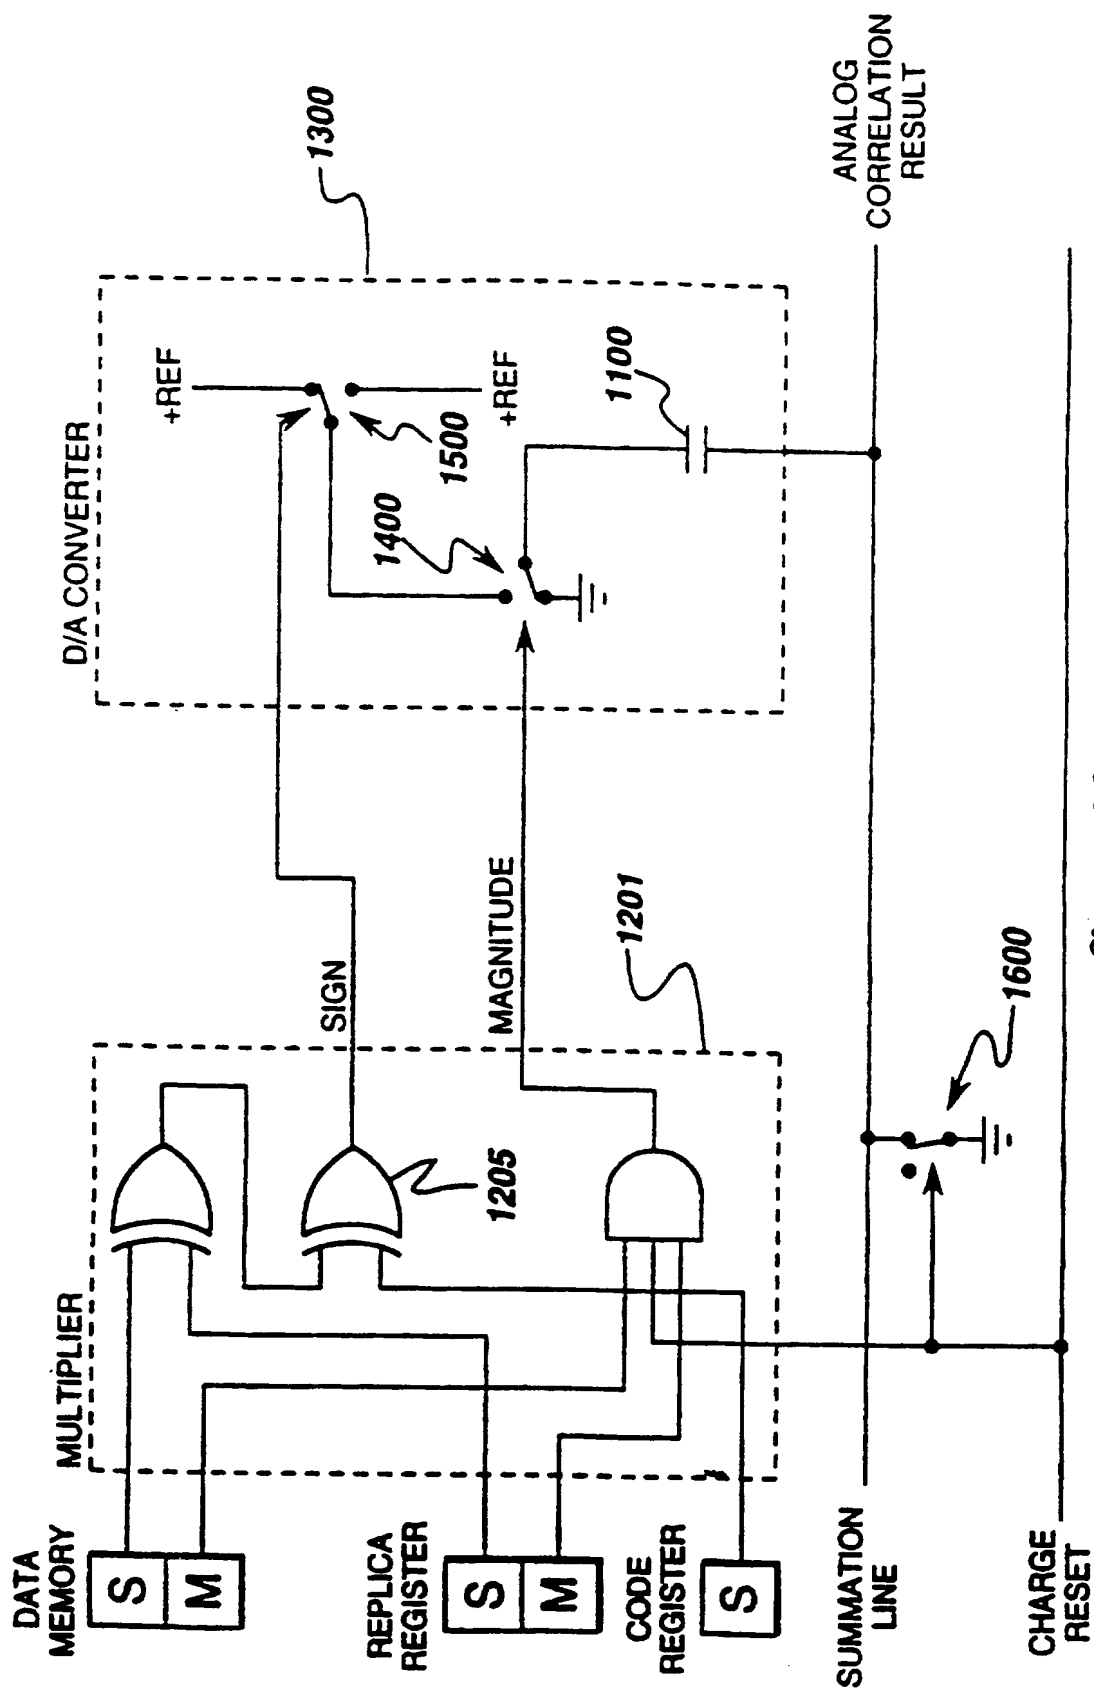 DATA
MEMORY
S
M
REPLICA
REGISTER
S
M
CODE
REGISTER
S
SUMMATION
LINE
CHARGE
RESET
MULTIPLIER
1205
1201
SIGN
MAGNITUDE
1600
D/A CONVERTER
1300
+REF
1500
+REF
1400
1100
ANALOG
CORRELATION
RESULT